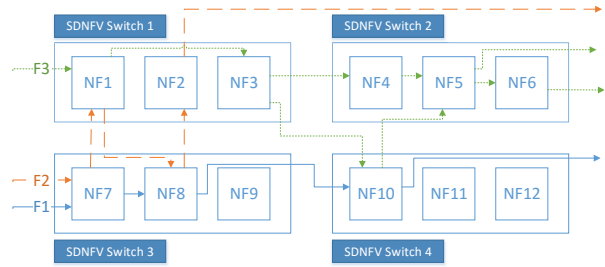 SDNFV Switch 1
SDNFV Switch 2
F3
NF1
NF2
NF3
NF4
NF5
NF6
F2
F1
NF7
NF8
NF9
NF10
NF11
NF12
SDNFV Switch 3
SDNFV Switch 4